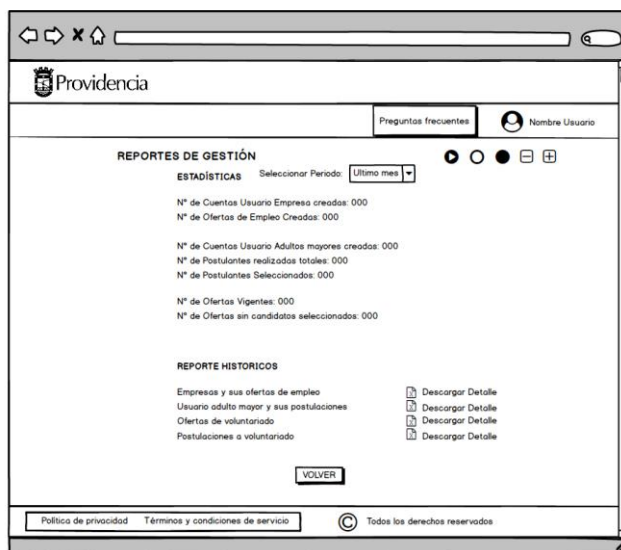 Providencia
Preguntas frecuentes
Nombre Usuario
REPORTES DE GESTIÓN
ESTADÍSTICAS Seleccionar Periodo: Ultimo mes
N° de Cuentas Usuario Empresa creadas: 000
N° de Ofertas de Empleo Creadas: 000
N° de Cuentas Usuario Adultos mayores creadas: 000
N° de Postulantes realizadas totales: 000
N° de Postulantes Seleccionados: 000
N° de Ofertas Vigentes: 000
N° de Ofertas sin candidatos seleccionados: 000
REPORTE HISTORICOS
Empresas y sus ofertas de empleo Descargar Detalle
Usuario adulto mayor y sus postulaciones Descargar Detalle
Ofertas de voluntariado Descargar Detalle
Postulaciones a voluntariado Descargar Detalle
VOLVER
Política de privacidad Términos y condiciones de servicio © Todos los derechos reservados